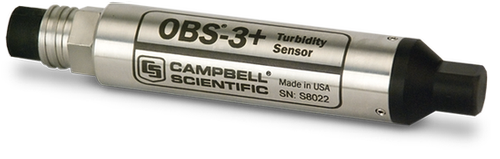 OBS®-3+ Turbidity
Sensor
CAMPBELL®
SCIENTIFIC
Made in USA
SN: S8022